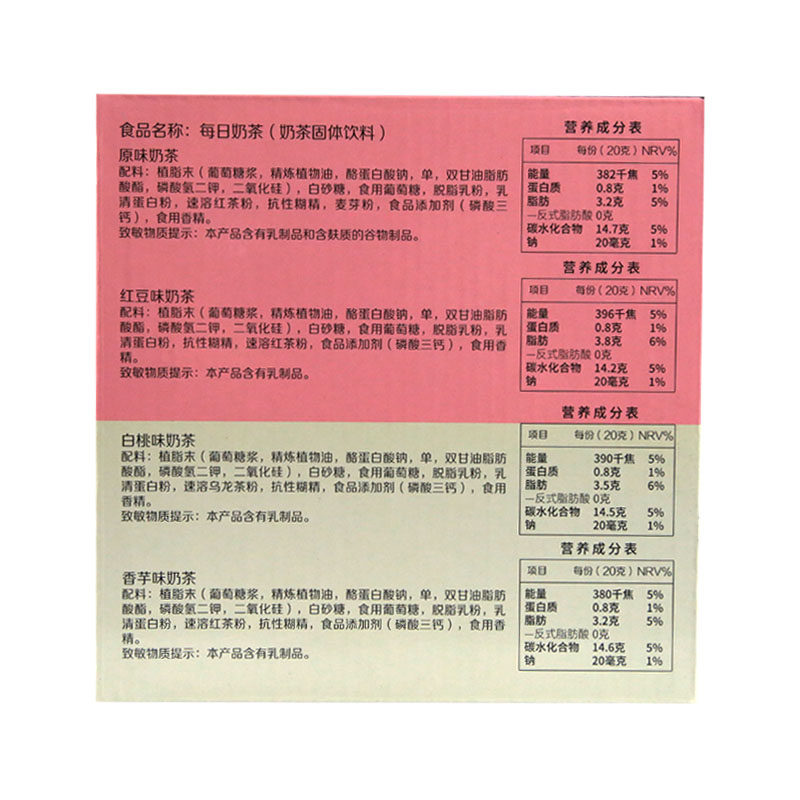 食品名称：每日奶茶（奶茶固体饮料）
原味奶茶
配料：植脂末（葡萄糖浆，精炼植物油，酪蛋白酸钠，单，双甘油脂肪
酸酯，磷酸氢二钾，二氧化硅），白砂糖，食用葡萄糖，脱脂乳粉，乳
清蛋白粉，速溶红茶粉，抗性糊精，麦芽粉，食品添加剂（磷酸三
钙），食用香精。
致敏物质提示：本产品含有乳制品和含麸质的谷物制品。
营养成分表
项目 每份（20克）NRV%
能量 382千焦 5%
蛋白质 0.8克 1%
脂肪 3.2克 5%
—反式脂肪酸 0克
碳水化合物 14.7克 5%
钠 20毫克 1%
红豆味奶茶
配料：植脂末（葡萄糖浆，精炼植物油，酪蛋白酸钠，单，双甘油脂肪
酸酯，磷酸氢二钾，二氧化硅），白砂糖，食用葡萄糖，脱脂乳粉，乳
清蛋白粉，抗性糊精，速溶红茶粉，食品添加剂（磷酸三钙），食用香
精。
致敏物质提示：本产品含有乳制品。
营养成分表
项目 每份（20克）NRV%
能量 396千焦 5%
蛋白质 0.8克 1%
脂肪 3.8克 6%
—反式脂肪酸 0克
碳水化合物 14.2克 5%
钠 20毫克 1%
白桃味奶茶
配料：植脂末（葡萄糖浆，精炼植物油，酪蛋白酸钠，单，双甘油脂肪
酸酯，磷酸氢二钾，二氧化硅），白砂糖，食用葡萄糖，脱脂乳粉，乳
清蛋白粉，速溶乌龙茶粉，抗性糊精，食品添加剂（磷酸三钙），食用
香精。
致敏物质提示：本产品含有乳制品。
营养成分表
项目 每份（20克）NRV%
能量 390千焦 5%
蛋白质 0.8克 1%
脂肪 3.5克 6%
—反式脂肪酸 0克
碳水化合物 14.5克 5%
钠 20毫克 1%
香芋味奶茶
配料：植脂末（葡萄糖浆，精炼植物油，酪蛋白酸钠，单，双甘油脂肪
酸酯，磷酸氢二钾，二氧化硅），白砂糖，食用葡萄糖，脱脂乳粉，乳
清蛋白粉，速溶红茶粉，抗性糊精，食品添加剂（磷酸三钙），食用香
精。
致敏物质提示：本产品含有乳制品。
营养成分表
项目 每份（20克）NRV%
能量 380千焦 5%
蛋白质 0.8克 1%
脂肪 3.2克 5%
—反式脂肪酸 0克
碳水化合物 14.6克 5%
钠 20毫克 1%